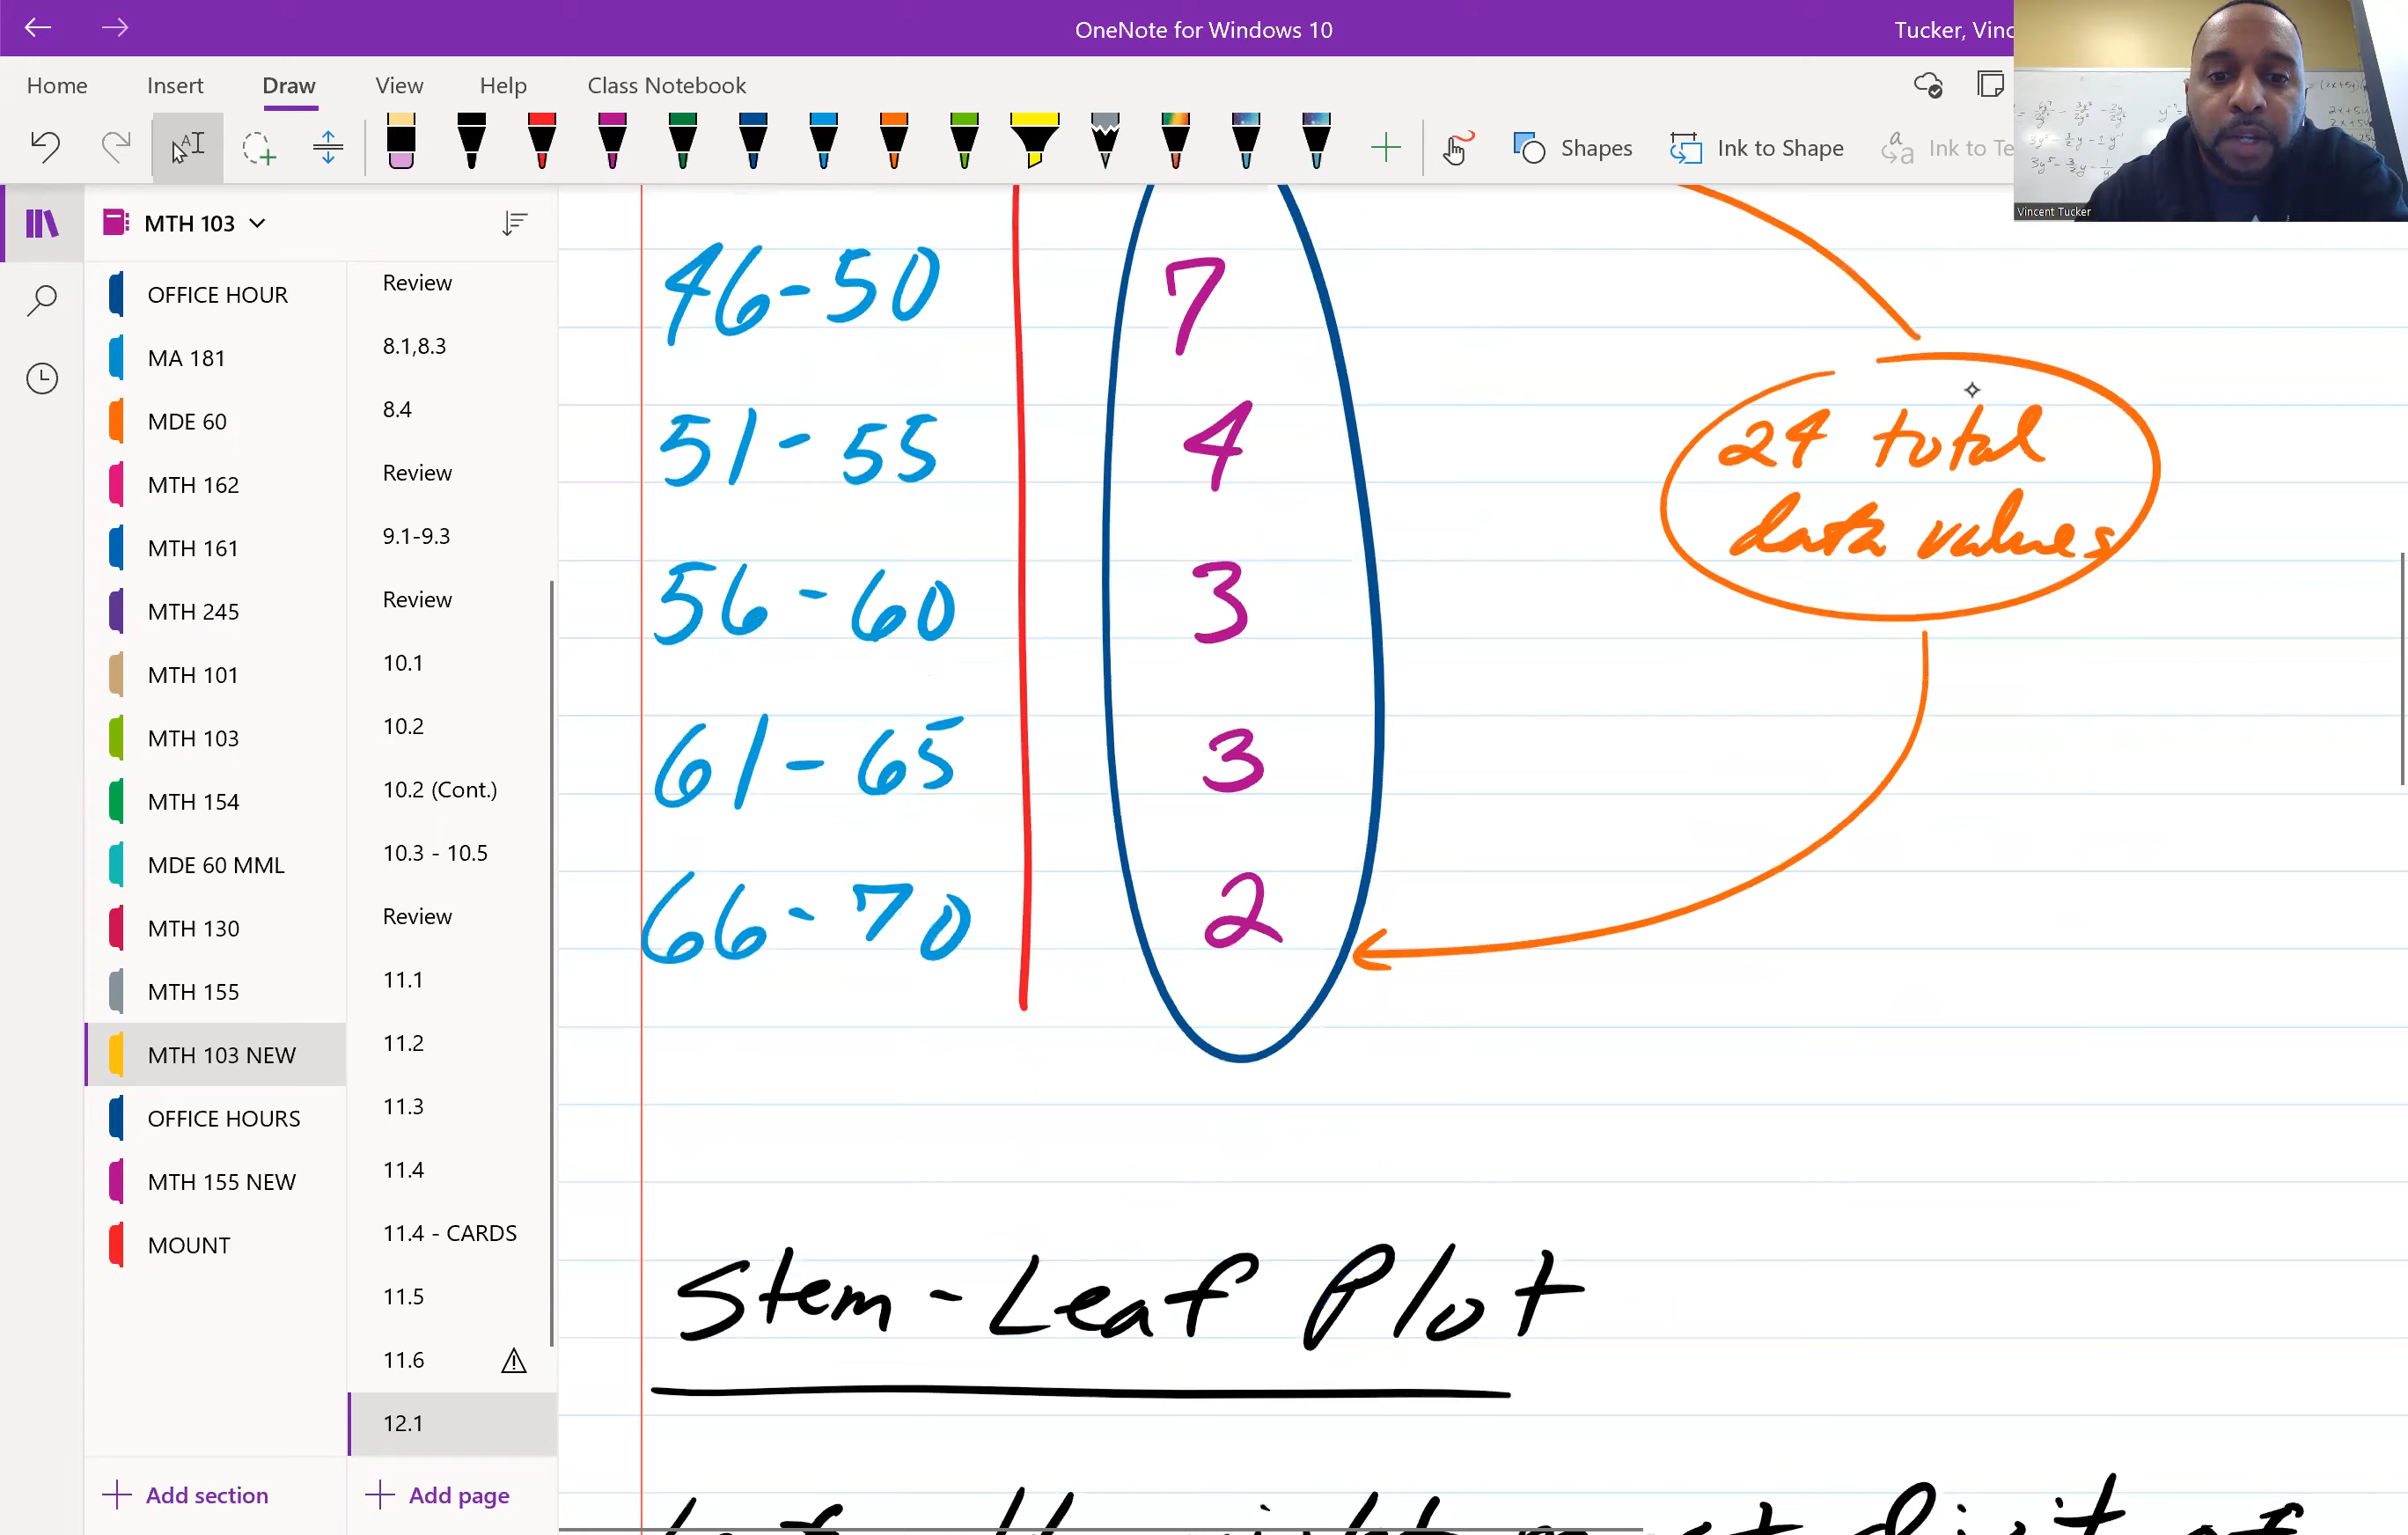 OneNote for Windows 10
Tucker, Vinc
Home Insert Draw View Help Class Notebook
Shapes Ink to Shape Ink to Te
Vincent Tucker
MTH 103
OFFICE HOUR
MA 181
MDE 60
MTH 162
MTH 161
MTH 245
MTH 101
MTH 103
MTH 154
MDE 60 MML
MTH 130
MTH 155
MTH 103 NEW
OFFICE HOURS
MTH 155 NEW
MOUNT
Add section
Review
8.1,8.3
8.4
Review
9.1-9.3
Review
10.1
10.2
10.2 (Cont.)
10.3 - 10.5
Review
11.1
11.2
11.3
11.4
11.4 - CARDS
11.5
11.6
12.1
Add page
46-50 7
51-55 4
56-60 3
61-65 3
66-70 2
24 total
data values
Stem-Leaf Plot